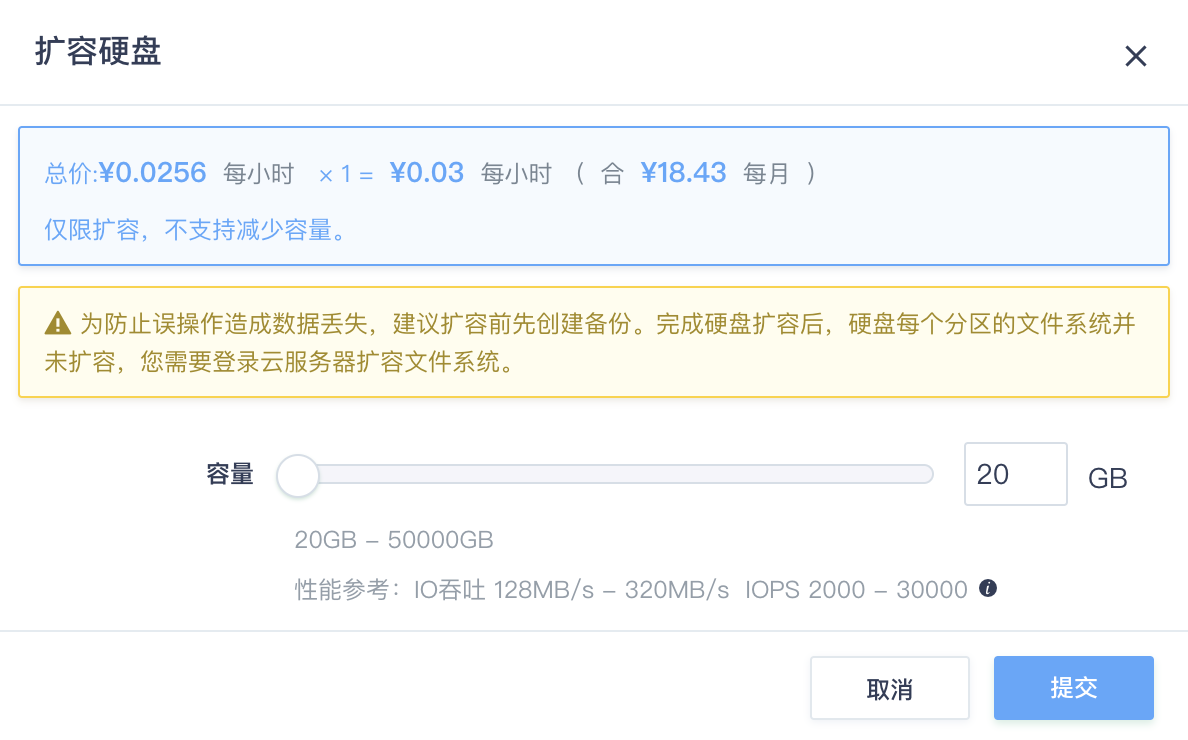 扩容硬盘
总价:¥0.0256 每小时 × 1 = ¥0.03 每小时 （ 合 ¥18.43 每月 ）
仅限扩容，不支持减少容量。
为防止误操作造成数据丢失，建议扩容前先创建备份。完成硬盘扩容后，硬盘每个分区的文件系统并
未扩容，您需要登录云服务器扩容文件系统。
容量 20 GB
20GB – 50000GB
性能参考：IO吞吐 128MB/s – 320MB/s IOPS 2000 – 30000
取消 提交